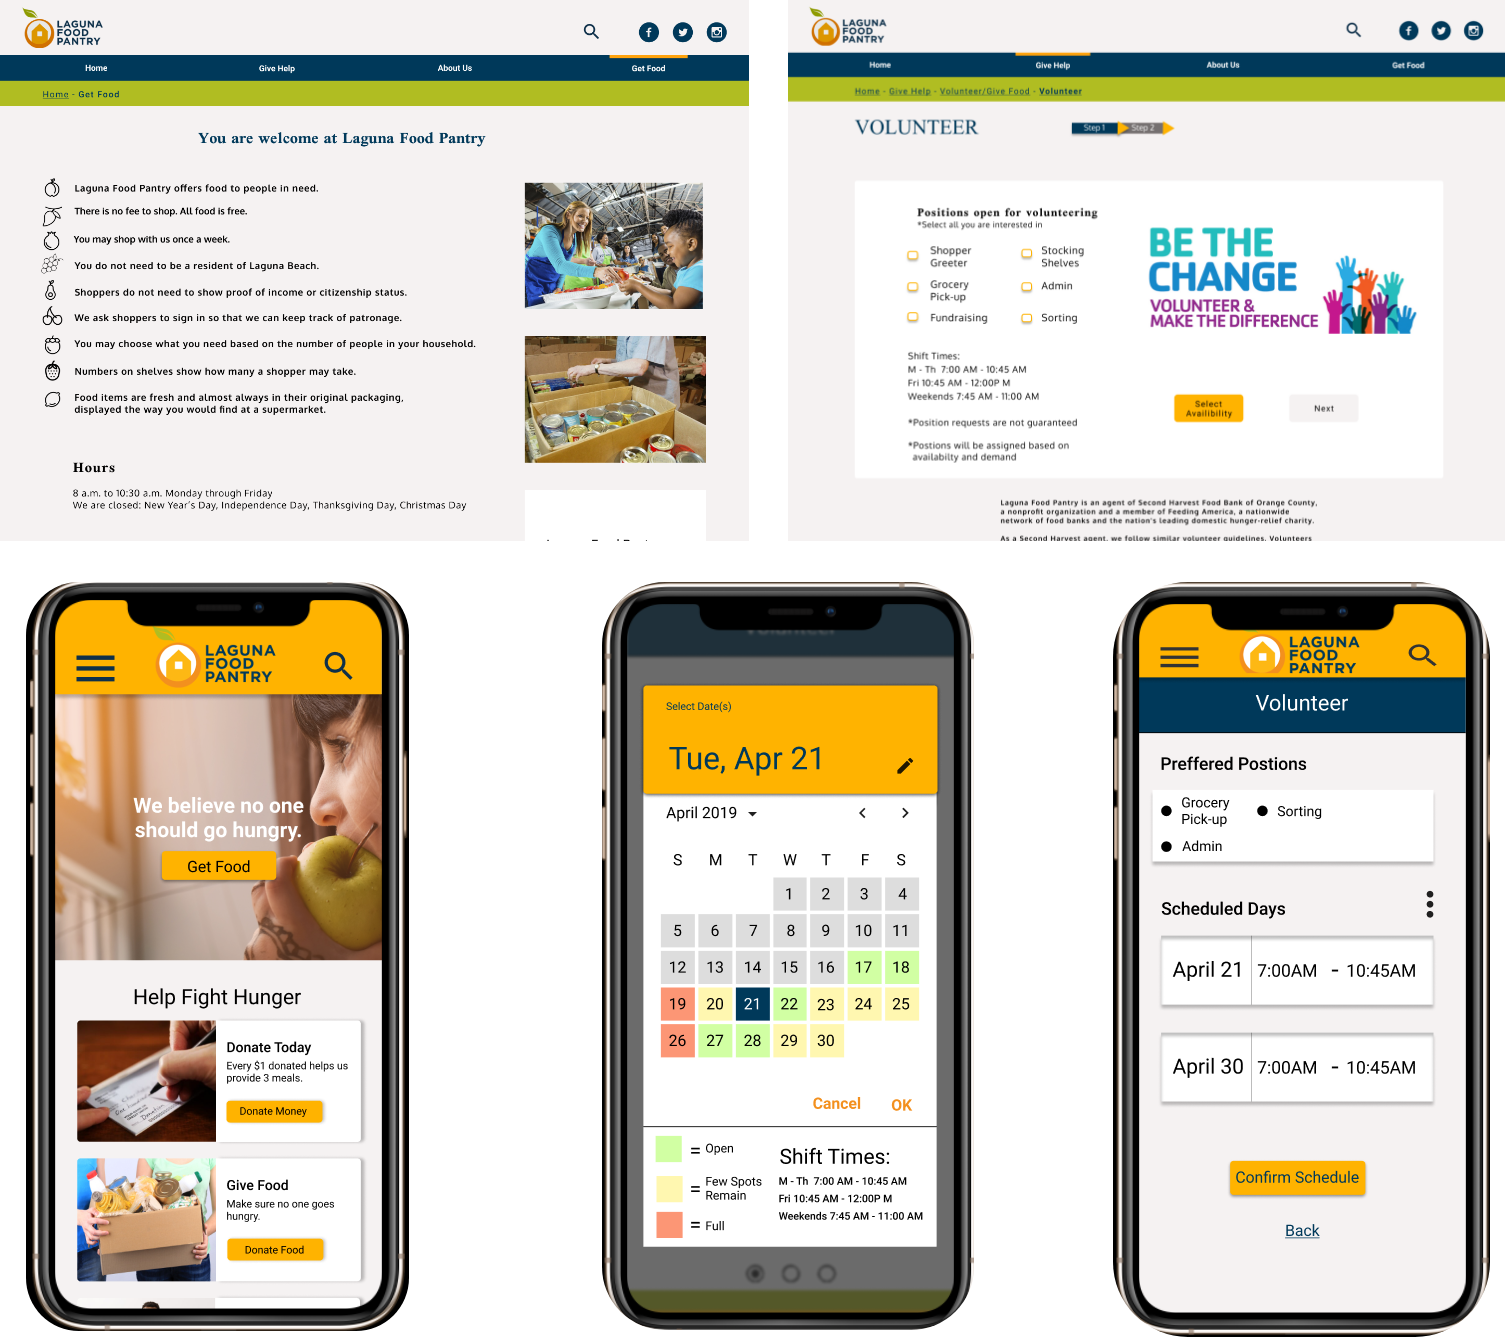 LAGUNA
FOOD
PANTRY
Home
Give Help
About Us
Get Food
Home - Get Food
You are welcome at Laguna Food Pantry
Laguna Food Pantry offers food to people in need.
There is no fee to shop. All food is free.
You may shop with us once a week.
You do not need to be a resident of Laguna Beach.
Shoppers do not need to show proof of income or citizenship status.
We ask shoppers to sign in so that we can keep track of patronage.
You may choose what you need based on the number of people in your household.
Numbers on shelves show how many a shopper may take.
Food items are fresh and almost always in their original packaging,
displayed the way you would find at a supermarket.
Hours
8 a.m. to 10:30 a.m. Monday through Friday
We are closed: New Year's Day, Independence Day, Thanksgiving Day, Christmas Day
LAGUNA
FOOD
PANTRY
Home
Give Help
About Us
Get Food
Home - Give Help - Volunteer/Give Food - Volunteer
VOLUNTEER
Step 1
Step 2
Positions open for volunteering
*Select all you are interested in
Shopper
Greeter
Stocking
Shelves
Grocery
Pick-up
Admin
Fundraising
Sorting
Shift Times:
M - Th 7:00 AM - 10:45 AM
Fri 10:45 AM - 12:00P M
Weekends 7:45 AM - 11:00 AM
*Position requests are not guaranteed
*Postions will be assigned based on
availabilty and demand
BE THE
CHANGE
VOLUNTEER &
MAKE THE DIFFERENCE
Select
Availibility
Next
Laguna Food Pantry is an agent of Second Harvest Food Bank of Orange County,
a nonprofit organization and a member of Feeding America, a nationwide
network of food banks and the nation's leading domestic hunger-relief charity.
As a Second Harvest agent, we follow similar volunteer guidelines. Volunteers
LAGUNA
FOOD
PANTRY
We believe no one
should go hungry.
Get Food
Help Fight Hunger
Donate Today
Every $1 donated helps us
provide 3 meals.
Donate Money
Give Food
Make sure no one goes
hungry.
Donate Food
Volunteer
Select Date(s)
Tue, Apr 21
April 2019
S M T W T F S
1 2 3 4
5 6 7 8 9 10 11
12 13 14 15 16 17 18
19 20 21 22 23 24 25
26 27 28 29 30
Cancel
OK
= Open
= Few Spots
Remain
= Full
Shift Times:
M - Th 7:00 AM - 10:45 AM
Fri 10:45 AM - 12:00P M
Weekends 7:45 AM - 11:00 AM
LAGUNA
FOOD
PANTRY
Volunteer
Preffered Postions
Grocery
Pick-up
Sorting
Admin
Scheduled Days
April 21
7:00AM - 10:45AM
April 30
7:00AM - 10:45AM
Confirm Schedule
Back